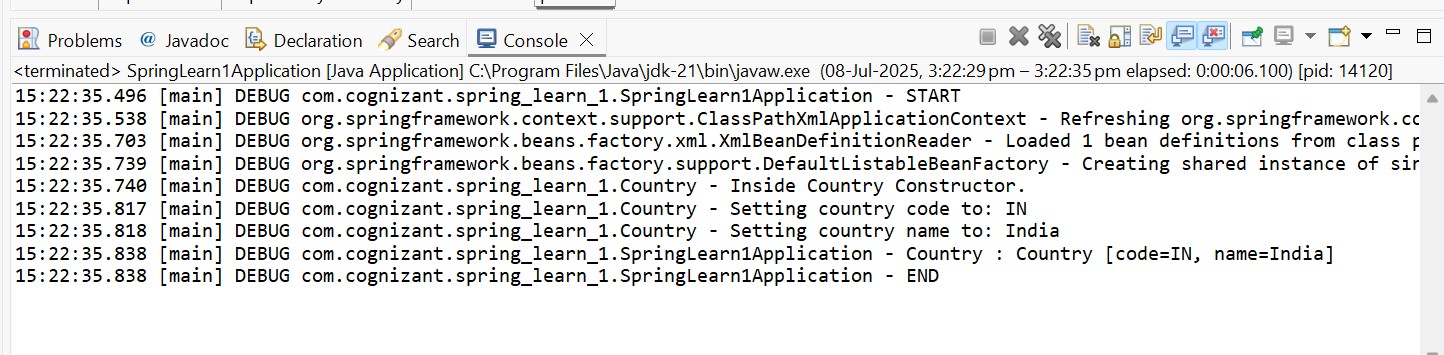 Problems @ Javadoc Declaration Search Console
<terminated> SpringLearn1Application [Java Application] C:\Program Files\Java\jdk-21\bin\javaw.exe (08-Jul-2025, 3:22:29 pm – 3:22:35 pm elapsed: 0:00:06.100) [pid: 14120]
15:22:35.496 [main] DEBUG com.cognizant.spring_learn_1.SpringLearn1Application - START
15:22:35.538 [main] DEBUG org.springframework.context.support.ClassPathXmlApplicationContext - Refreshing org.springframework.co
15:22:35.703 [main] DEBUG org.springframework.beans.factory.xml.XmlBeanDefinitionReader - Loaded 1 bean definitions from class p
15:22:35.739 [main] DEBUG org.springframework.beans.factory.support.DefaultListableBeanFactory - Creating shared instance of sin
15:22:35.740 [main] DEBUG com.cognizant.spring_learn_1.Country - Inside Country Constructor.
15:22:35.817 [main] DEBUG com.cognizant.spring_learn_1.Country - Setting country code to: IN
15:22:35.818 [main] DEBUG com.cognizant.spring_learn_1.Country - Setting country name to: India
15:22:35.838 [main] DEBUG com.cognizant.spring_learn_1.SpringLearn1Application - Country : Country [code=IN, name=India]
15:22:35.838 [main] DEBUG com.cognizant.spring_learn_1.SpringLearn1Application - END